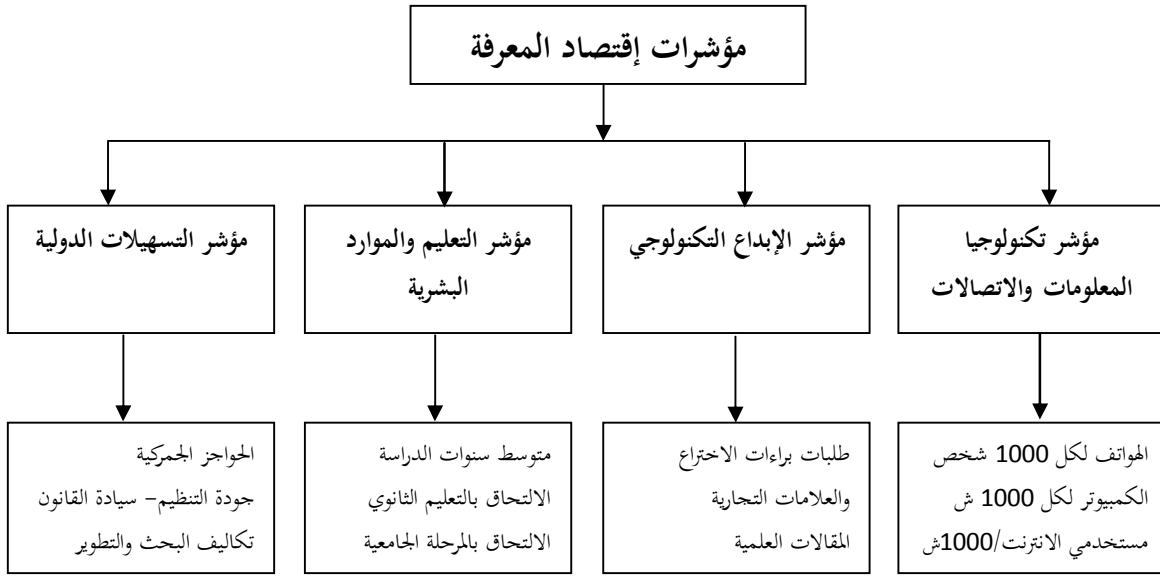 مؤشرات إقتصاد المعرفة
مؤشر تكنولوجيا
المعلومات والاتصالات
مؤشر الإبداع التكنولوجي
مؤشر التعليم والموارد
البشرية
مؤشر التسهيلات الدولية
الهواتف لكل 1000 شخص
الكمبيوتر لكل 1000 ش
مستخدمي الانترنت/1000ش
طلبات براءات الاختراع
والعلامات التجارية
المقالات العلمية
متوسط سنوات الدراسة
الالتحاق بالتعليم الثانوي
الالتحاق بالمرحلة الجامعية
الحواجز الجمركية
جودة التنظيم– سيادة القانون
تكاليف البحث والتطوير